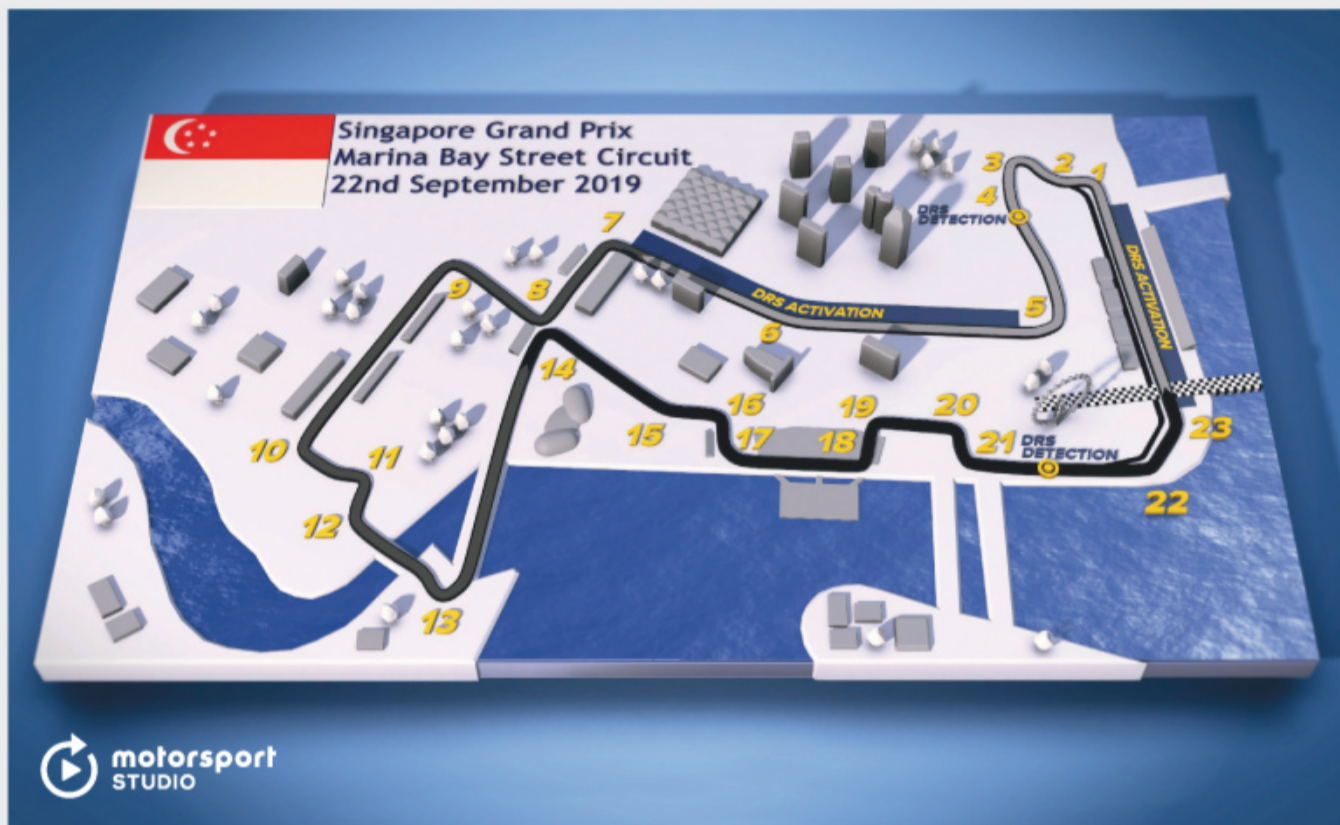 Singapore Grand Prix
Marina Bay Street Circuit
22nd September 2019
3
2
1
4
DRS
DETECTION
7
DRS ACTIVATION
9
8
DRS ACTIVATION
5
6
14
10
11
15
16
17
18
19
20
21
DRS
DETECTION
23
22
12
13
motorsport
STUDIO